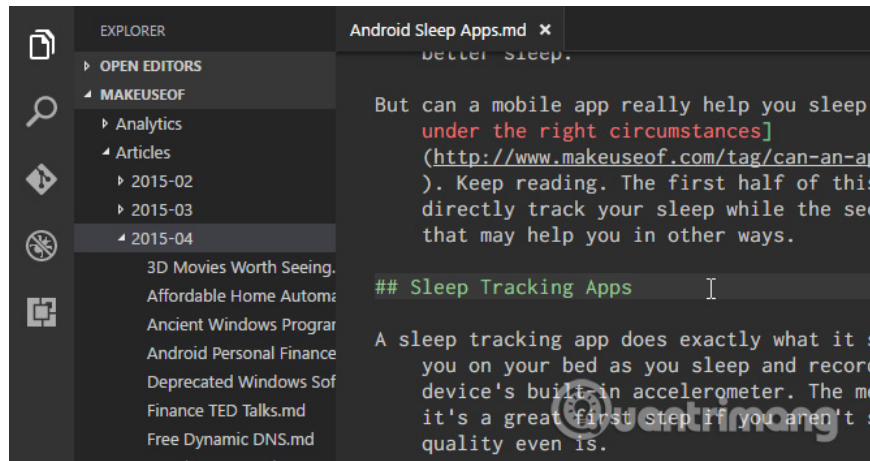 EXPLORER
OPEN EDITORS
MAKEUSEOF
Analytics
Articles
2015-02
2015-03
2015-04
3D Movies Worth Seeing.
Affordable Home
Ancient Windows
Android Personal Finance
Deprecated Windows
Finance TED Talks.md
Free Dynamic DNS.md
Android Sleep Apps.md ×
better sleep.
But can a mobile app really help you sleep
under the right circumstances]
(http://www.makeuseof.com/tag/can-an-ap
). Keep reading. The first half of this
directly track your sleep while the sec
that may help you in other ways.
## Sleep Tracking Apps
A sleep tracking app does exactly what it s
you on your bed as you sleep and recor
device's built-in accelerometer. The mo
it's a great first step if you aren't s
quality even is.
@uantrimang